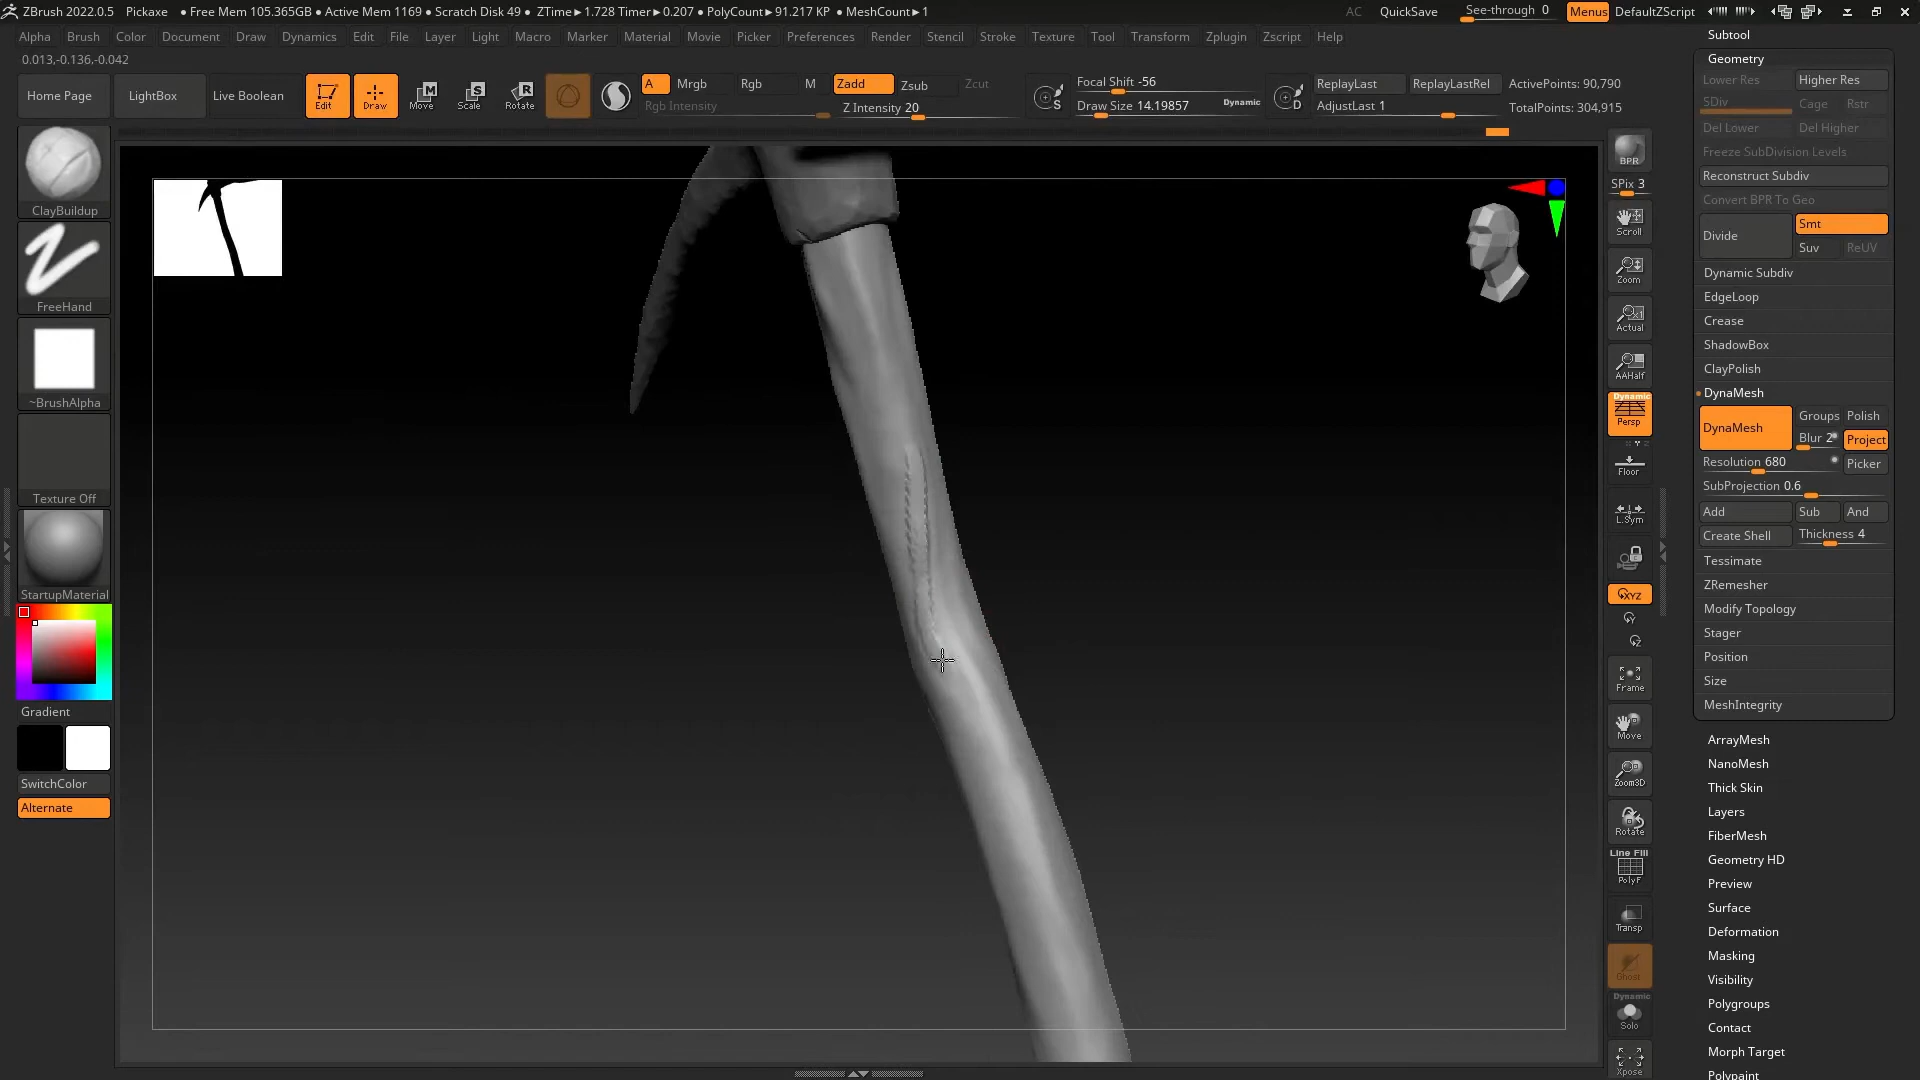 ZBrush 2022.0.5 Pickaxe ● Free Mem 105.365GB ● Active Mem 1169 ● Scratch Disk 49 ● ZTime►1.728 Timer►0.207 ● PolyCount►91.217 KP ● MeshCount►1 AC QuickSave See-through 0 Menus DefaultZScript
Alpha Brush Color Document Draw Dynamics Edit File Layer Light Macro Marker Material Movie Picker Preferences Render Stencil Stroke Texture Tool Transform Zplugin Zscript Help
0.013,-0.136,-0.042
Home Page LightBox Live Boolean Edit Draw Move Scale Rotate A Mrgb Rgb M Zadd Zsub Zcut
Rgb Intensity Z Intensity 20
S Focal Shift -56
Draw Size 14.19857 Dynamic
D ReplayLast ReplayLastRel ActivePoints: 90,790
AdjustLast 1 TotalPoints: 304,915
ClayBuildup
FreeHand
~BrushAlpha
Texture Off
StartupMaterial
Gradient
SwitchColor
Alternate
BPR
SPix 3
Scroll
Zoom
Actual
AAHalf
Dynamic
Persp
Floor
L.Sym
XYZ
Y
Z
Frame
Move
Zoom3D
Rotate
Line Fill
PolyF
Transp
Ghost
Dynamic
Solo
Xpose
Subtool
Geometry
Lower Res Higher Res
SDiv Cage Rstr
Del Lower Del Higher
Freeze SubDivision Levels
Reconstruct Subdiv
Convert BPR To Geo
Divide Smt
Suv ReUV
Dynamic Subdiv
EdgeLoop
Crease
ShadowBox
ClayPolish
DynaMesh
DynaMesh Groups Polish
Blur 2 Project
Resolution 680 Picker
SubProjection 0.6
Add Sub And
Create Shell Thickness 4
Tessimate
ZRemesher
Modify Topology
Stager
Position
Size
MeshIntegrity
ArrayMesh
NanoMesh
Thick Skin
Layers
FiberMesh
Geometry HD
Preview
Surface
Deformation
Masking
Visibility
Polygroups
Contact
Morph Target
Polypaint